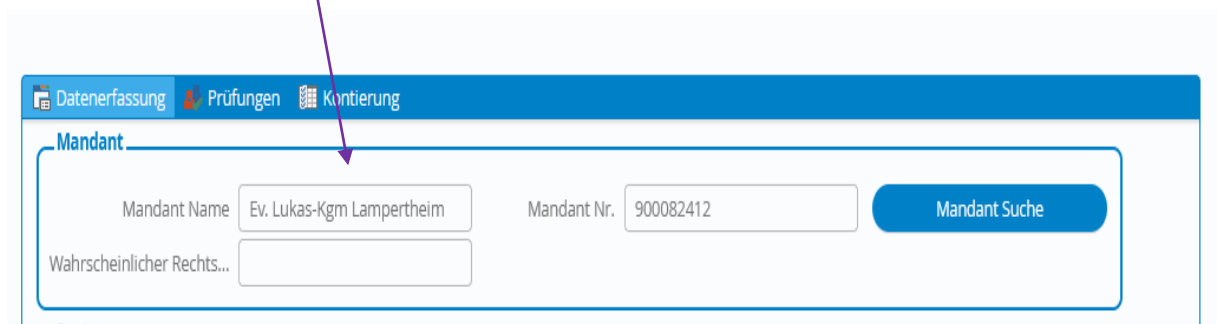 Datenerfassung Prüfungen Kontierung
Mandant
Mandant Name Ev. Lukas-Kgm Lampertheim Mandant Nr. 900082412 Mandant Suche
Wahrscheinlicher Rechts...